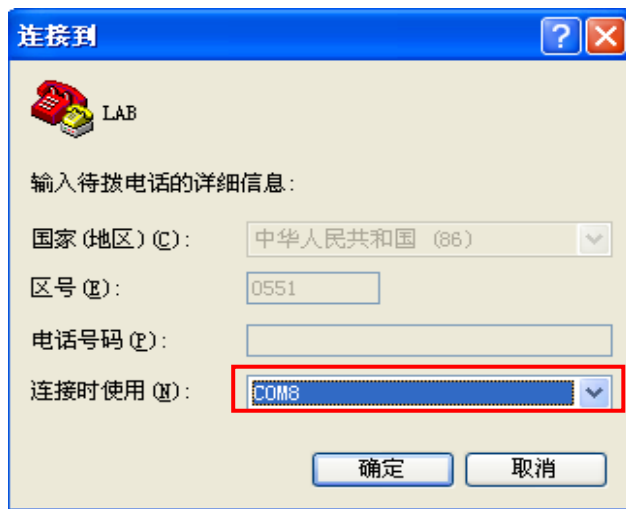 连接到
LAB
输入待拨电话的详细信息:
国家(地区)(C): 中华人民共和国 (86)
区号(E): 0551
电话号码(P):
连接时使用(N): COM8
确定 取消